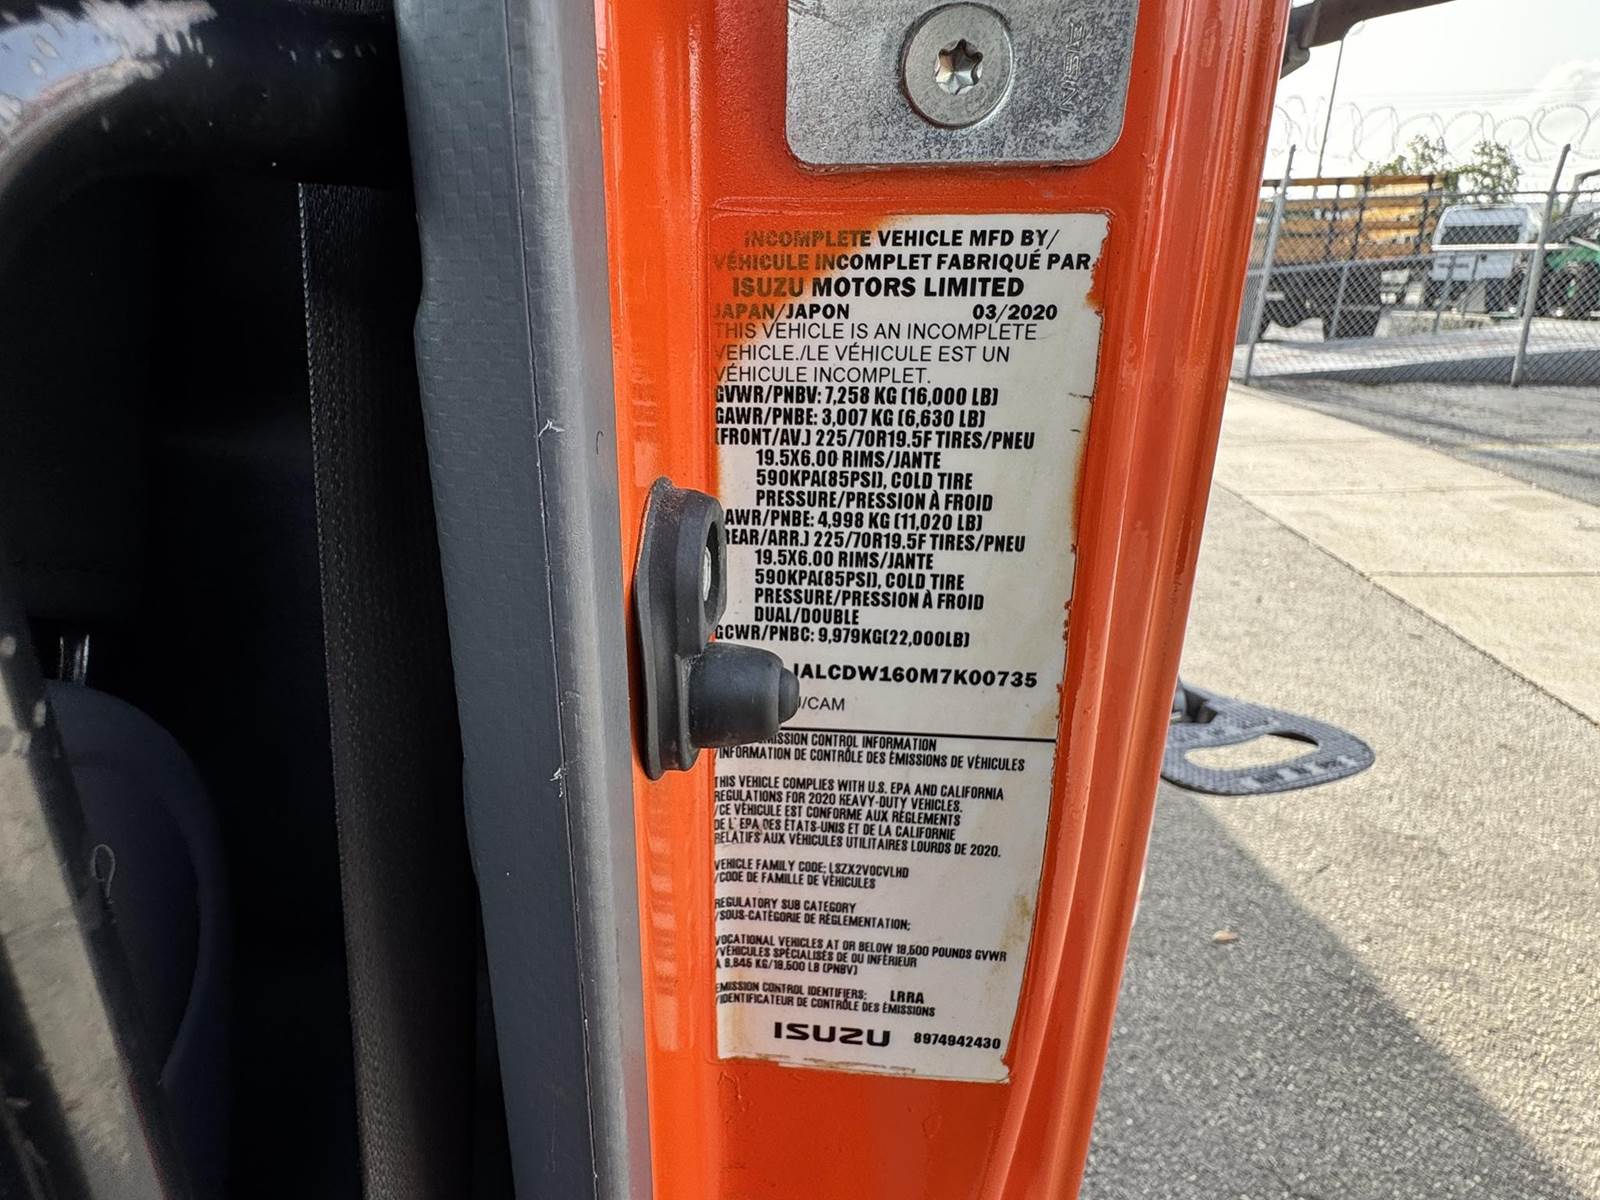 INCOMPLETE VEHICLE MFD BY/
VÉHICULE INCOMPLET FABRIQUÉ PAR
ISUZU MOTORS LIMITED
JAPAN/JAPON 03/2020
THIS VEHICLE IS AN INCOMPLETE
VEHICLE./LE VÉHICULE EST UN
VÉHICULE INCOMPLET.
GVWR/PNBV: 7,258 KG (16,000 LB)
GAWR/PNBE: 3,007 KG (6,630 LB)
(FRONT/AV.) 225/70R19.5F TIRES/PNEU
19.5X6.00 RIMS/JANTE
590KPA(85PSI), COLD TIRE
PRESSURE/PRESSION À FROID
GAWR/PNBE: 4,998 KG (11,020 LB)
(REAR/ARR.) 225/70R19.5F TIRES/PNEU
19.5X6.00 RIMS/JANTE
590KPA(85PSI), COLD TIRE
PRESSURE/PRESSION À FROID
DUAL/DOUBLE
GCWR/PNBC: 9,979KG(22,000LB)
JALCDW160M7K00735
/CAM
EMISSION CONTROL INFORMATION
/INFORMATION DE CONTRÔLE DES ÉMISSIONS DE VÉHICULES
THIS VEHICLE COMPLIES WITH U.S. EPA AND CALIFORNIA
REGULATIONS FOR 2020 HEAVY-DUTY VEHICLES.
/CE VÉHICULE EST CONFORME AUX RÈGLEMENTS
DE L' EPA DES ÉTATS-UNIS ET DE LA CALIFORNIE
RELATIFS AUX VÉHICULES UTILITAIRES LOURDS DE 2020.
VEHICLE FAMILY CODE: LSZX2VOCVLHD
/CODE DE FAMILLE DE VÉHICULES
REGULATORY SUB CATEGORY
/SOUS-CATÉGORIE DE RÉGLEMENTATION:
VOCATIONAL VEHICLES AT OR BELOW 19,500 POUNDS GVWR
/VÉHICULES SPÉCIALISÉS DE OU INFÉRIEUR
À 8,845 KG/19,500 LB (PNBV)
EMISSION CONTROL IDENTIFIERS: LRRA
/IDENTIFICATEUR DE CONTRÔLE DES ÉMISSIONS
ISUZU 8974942430